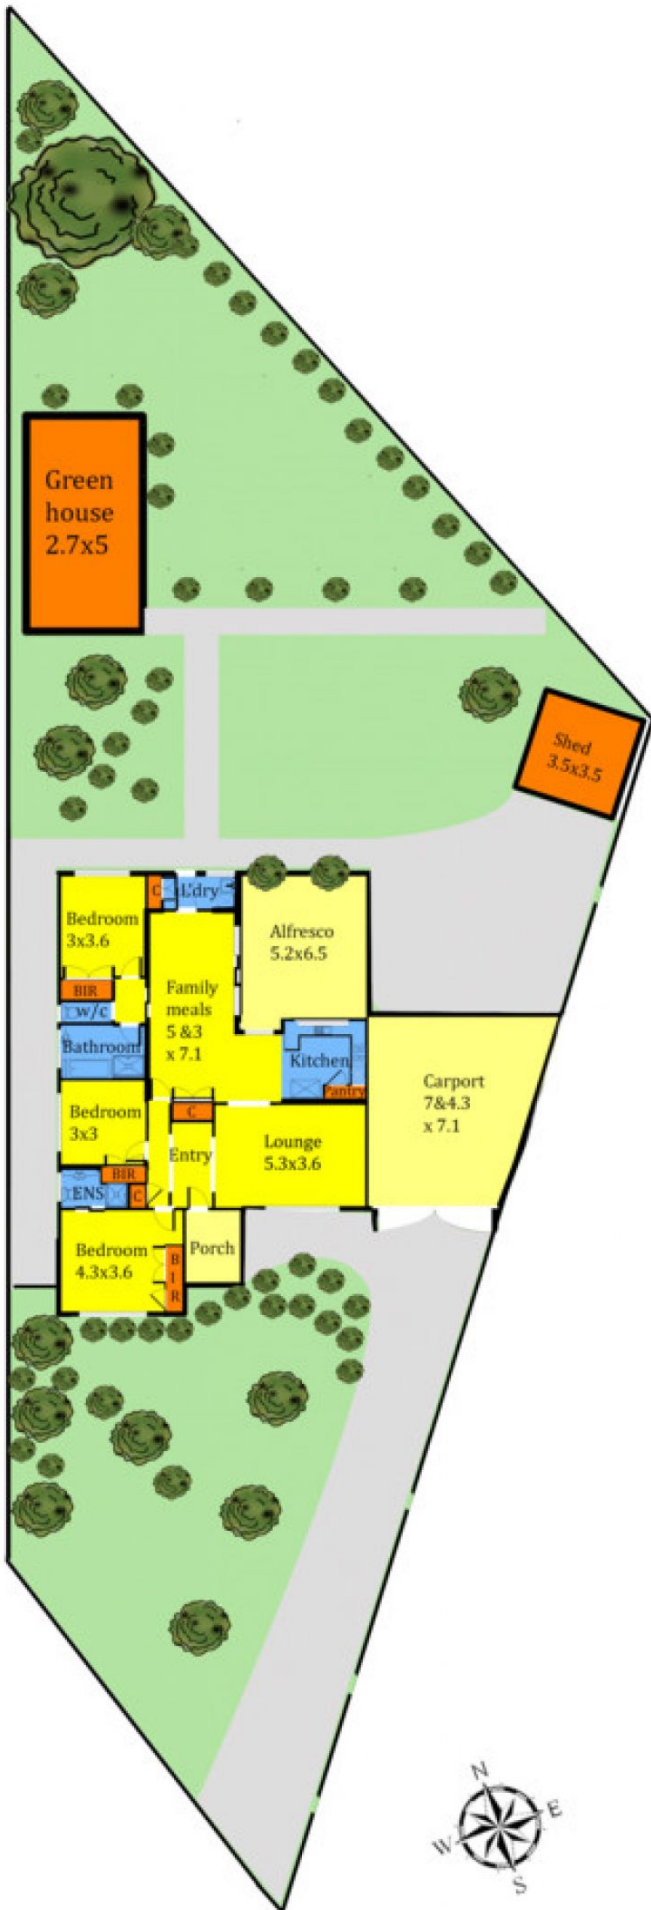 Green
house
2.7x5
Shed
3.5x3.5
Bedroom
3x3.6
C
L'dry
Alfresco
5.2x6.5
Family
meals
5 &3
x 7.1
BIR
w/c
Bathroom
Kitchen
Pantry
Carport
7&4.3
x 7.1
Bedroom
3x3
C
Entry
Lounge
5.3x3.6
BIR
ENS
C
Bedroom
4.3x3.6
B
I
R
Porch
N
E
W
S